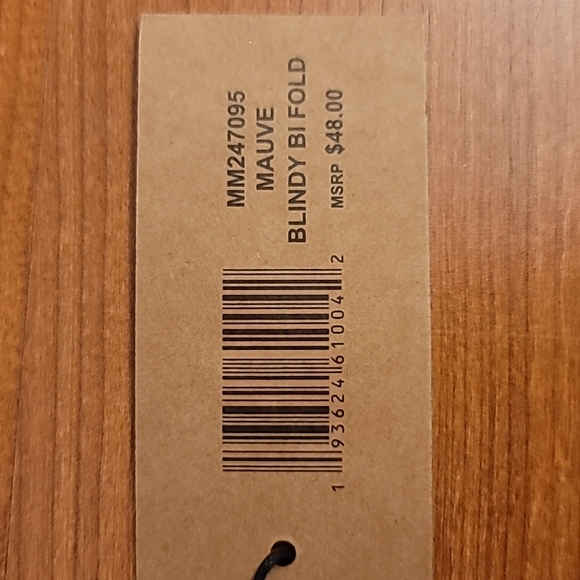 MM247095
MAUVE
BLINDY BI FOLD
MSRP $48.00
1 93624 61004 2